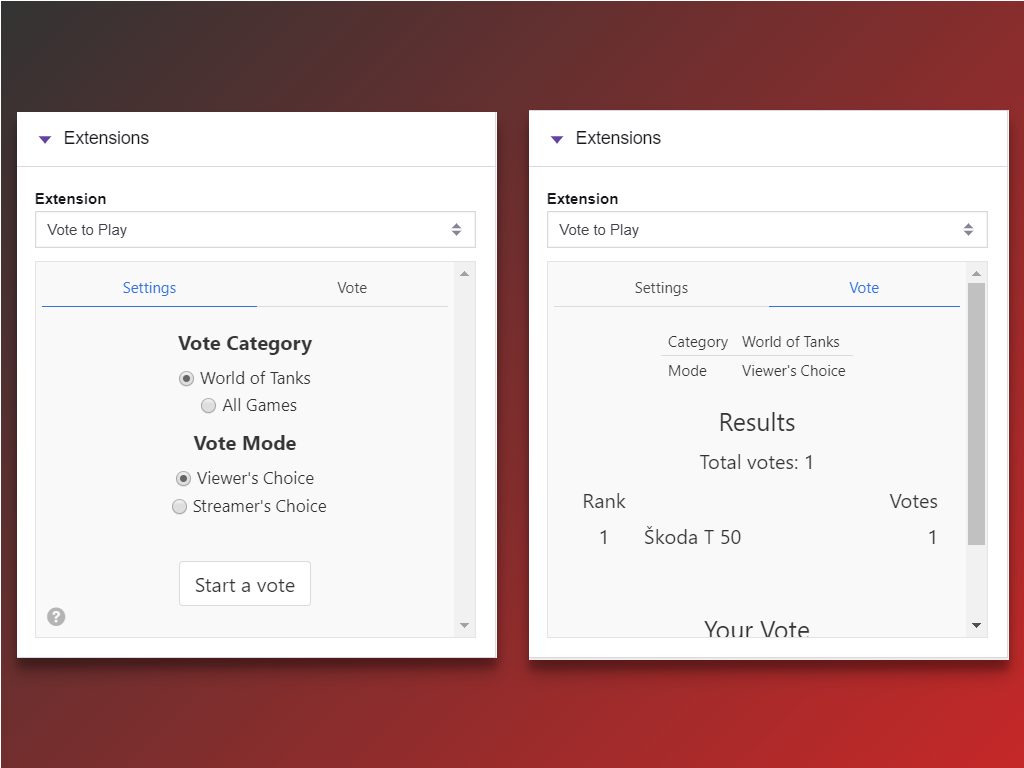 Extensions
Extension
Vote to Play
Settings Vote
Vote Category
World of Tanks
All Games
Vote Mode
Viewer's Choice
Streamer's Choice
Start a vote
?
Extensions
Extension
Vote to Play
Settings Vote
Category World of Tanks
Mode Viewer's Choice
Results
Total votes: 1
Rank Votes
1 Škoda T 50 1
Your Vote